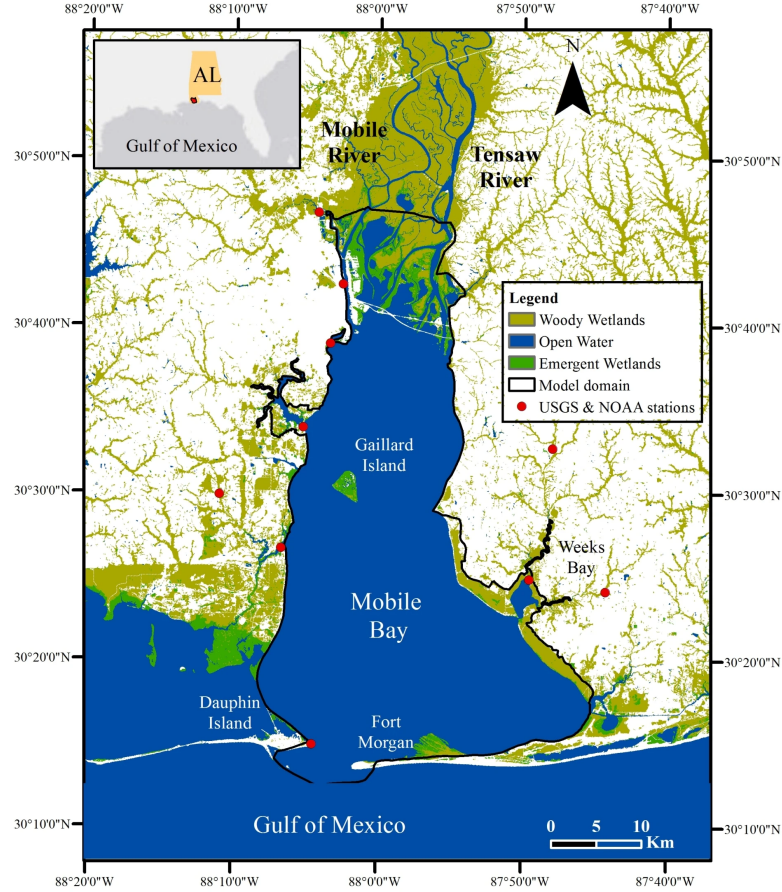 88°20'0"W 88°10'0"W 88°0'0"W 87°50'0"W 87°40'0"W
AL
Gulf of Mexico
N
Mobile
River
Tensaw
River
30°50'0"N
30°50'0"N
Legend
Woody Wetlands
Open Water
Emergent Wetlands
Model domain
USGS & NOAA stations
30°40'0"N
30°40'0"N
Gaillard
Island
30°30'0"N
30°30'0"N
Weeks
Bay
Mobile
Bay
30°20'0"N
30°20'0"N
Dauphin
Island
Fort
Morgan
30°10'0"N
30°10'0"N
Gulf of Mexico
0 5 10
Km
88°20'0"W 88°10'0"W 88°0'0"W 87°50'0"W 87°40'0"W